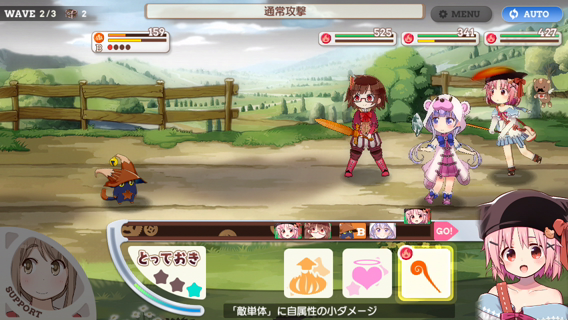 WAVE 2/3 2
通常攻撃
MENU
AUTO
159
B
525
341
427
B
GO!
とっておき
SUPPORT
「敵単体」に自属性の小ダメージ